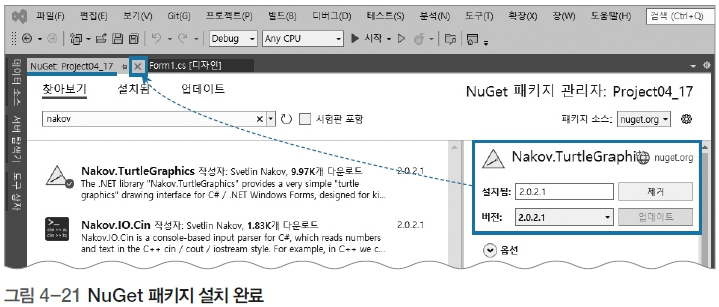 파일(F) 편집(E) 보기(V) Git(G) 프로젝트(P) 빌드(B) 디버그(D) 테스트(S) 분석(N) 도구(T) 확장(X) 창(W) 도움말(H) 검색 (Ctrl+Q)
Debug Any CPU 시작
NuGet: Project04_17 Form1.cs [디자인]
데이터 소스 서버 탐색기 도구 상자
찾아보기 설치됨 업데이트
NuGet 패키지 관리자: Project04_17
nakov
시험판 포함
패키지 소스: nuget.org
Nakov.TurtleGraphics 작성자: Svetlin Nakov, 9.97K개 다운로드 2.0.2.1
The .NET library "Nakov.TurtleGraphics" provides a very simple "turtle
graphics" drawing interface for C# / .NET Windows Forms, designed for ki...
Nakov.IO.Cin 작성자: Svetlin Nakov, 1.83K개 다운로드 2.0.2.1
Nakov.IO.Cin is a console-based input parser for C#, which reads numbers
and text in the C++ cin / cout / iostream style. For example, in C++ we c...
Nakov.TurtleGraphi nuget.org
설치됨: 2.0.2.1 제거
버전: 2.0.2.1 업데이트
옵션
그림 4-21 NuGet 패키지 설치 완료